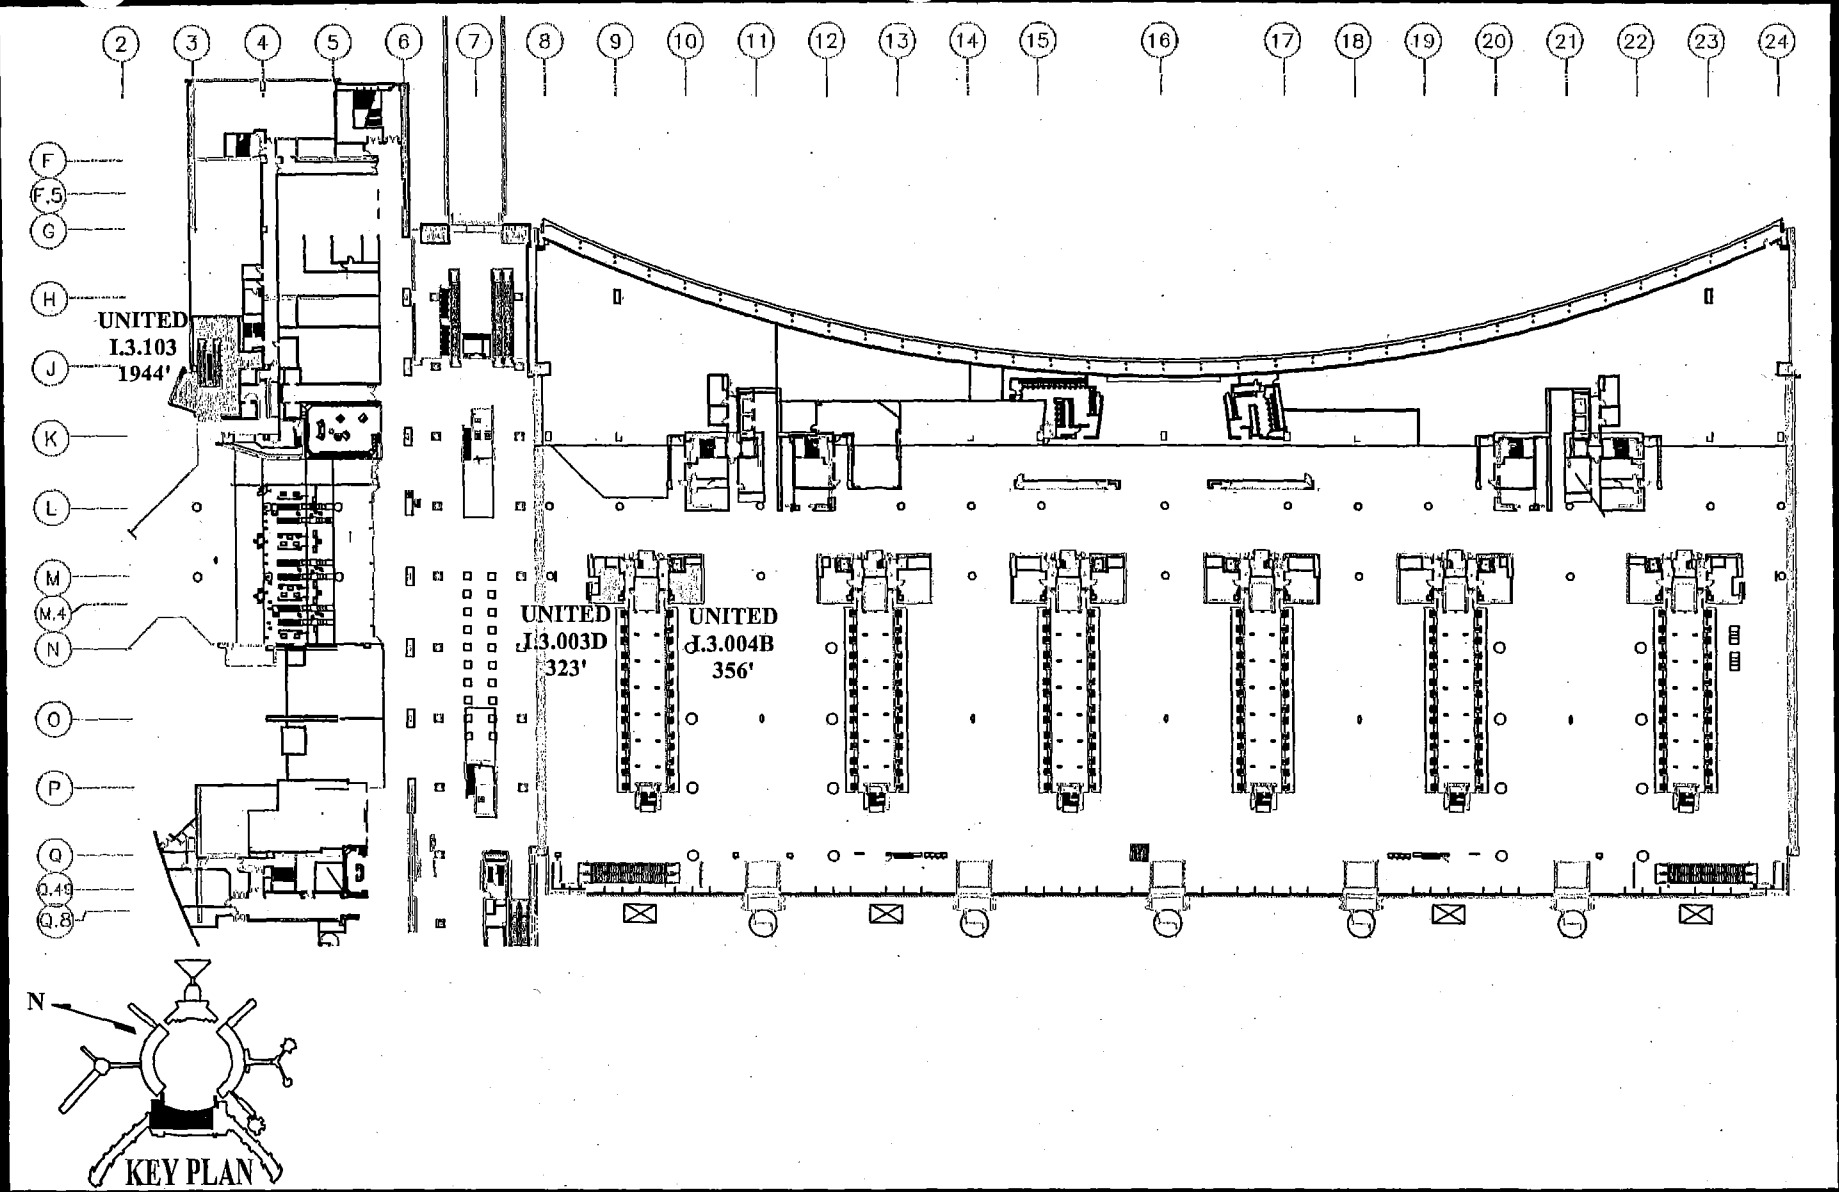 2 3 4 5 6 7 8 9 10 11 12 13 14 15 16 17 18 19 20 21 22 23 24
F
F.5
G
H
UNITED
I.3.103
1944'
J
K
L
M
M.4
UNITED
I.3.003D
323'
UNITED
I.3.004B
356'
N
O
P
Q
Q.49
Q.8
N
KEY PLAN